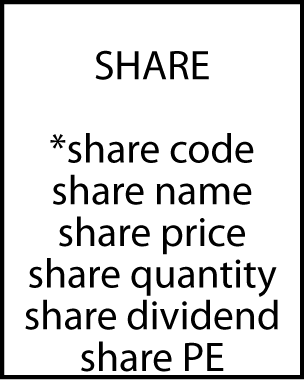 SHARE
*share code
share name
share price
share quantity
share dividend
share PE